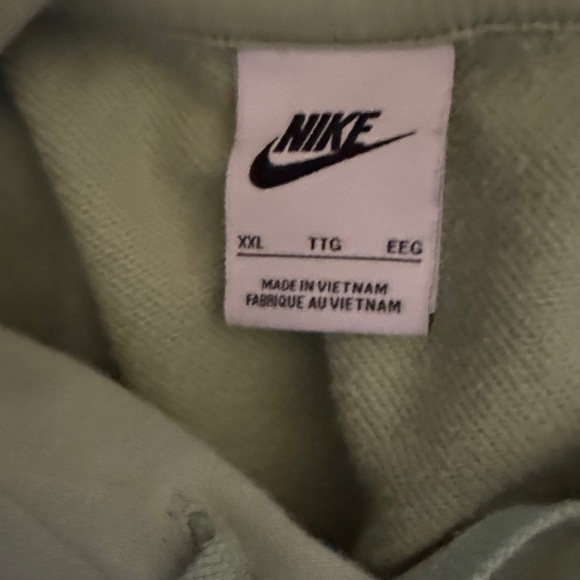 NIKE
XXL TTG EEG
MADE IN VIETNAM
FABRIQUE AU VIETNAM